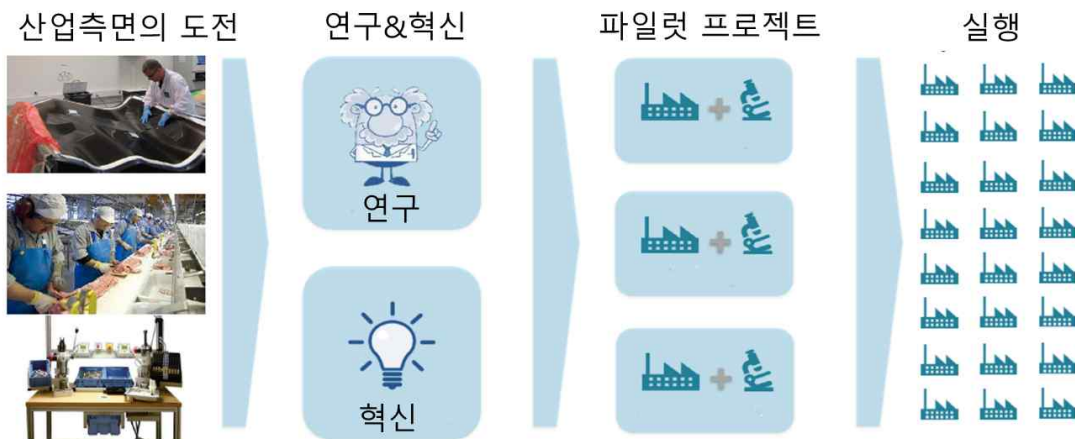 산업측면의 도전
연구&혁신
파일럿 프로젝트
실행
연구
혁신